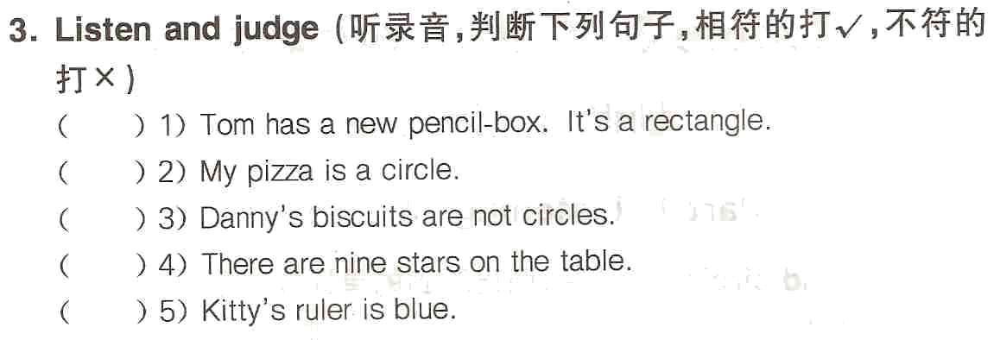 3. Listen and judge (听录音,判断下列句子,相符的打✓,不符的
打×)
(    ) 1) Tom has a new pencil-box. It's a rectangle.
(    ) 2) My pizza is a circle.
(    ) 3) Danny's biscuits are not circles.
(    ) 4) There are nine stars on the table.
(    ) 5) Kitty's ruler is blue.